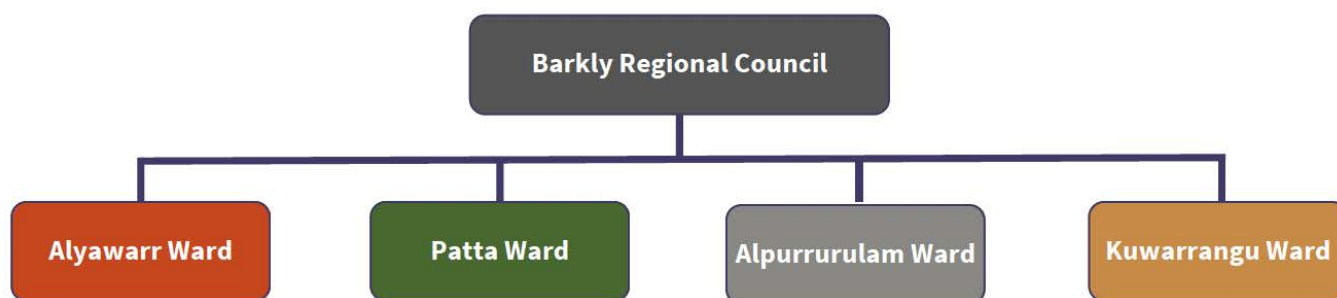 Barkly Regional Council
Alyawarr Ward
Patta Ward
Alpurrurulam Ward
Kuwarrangu Ward